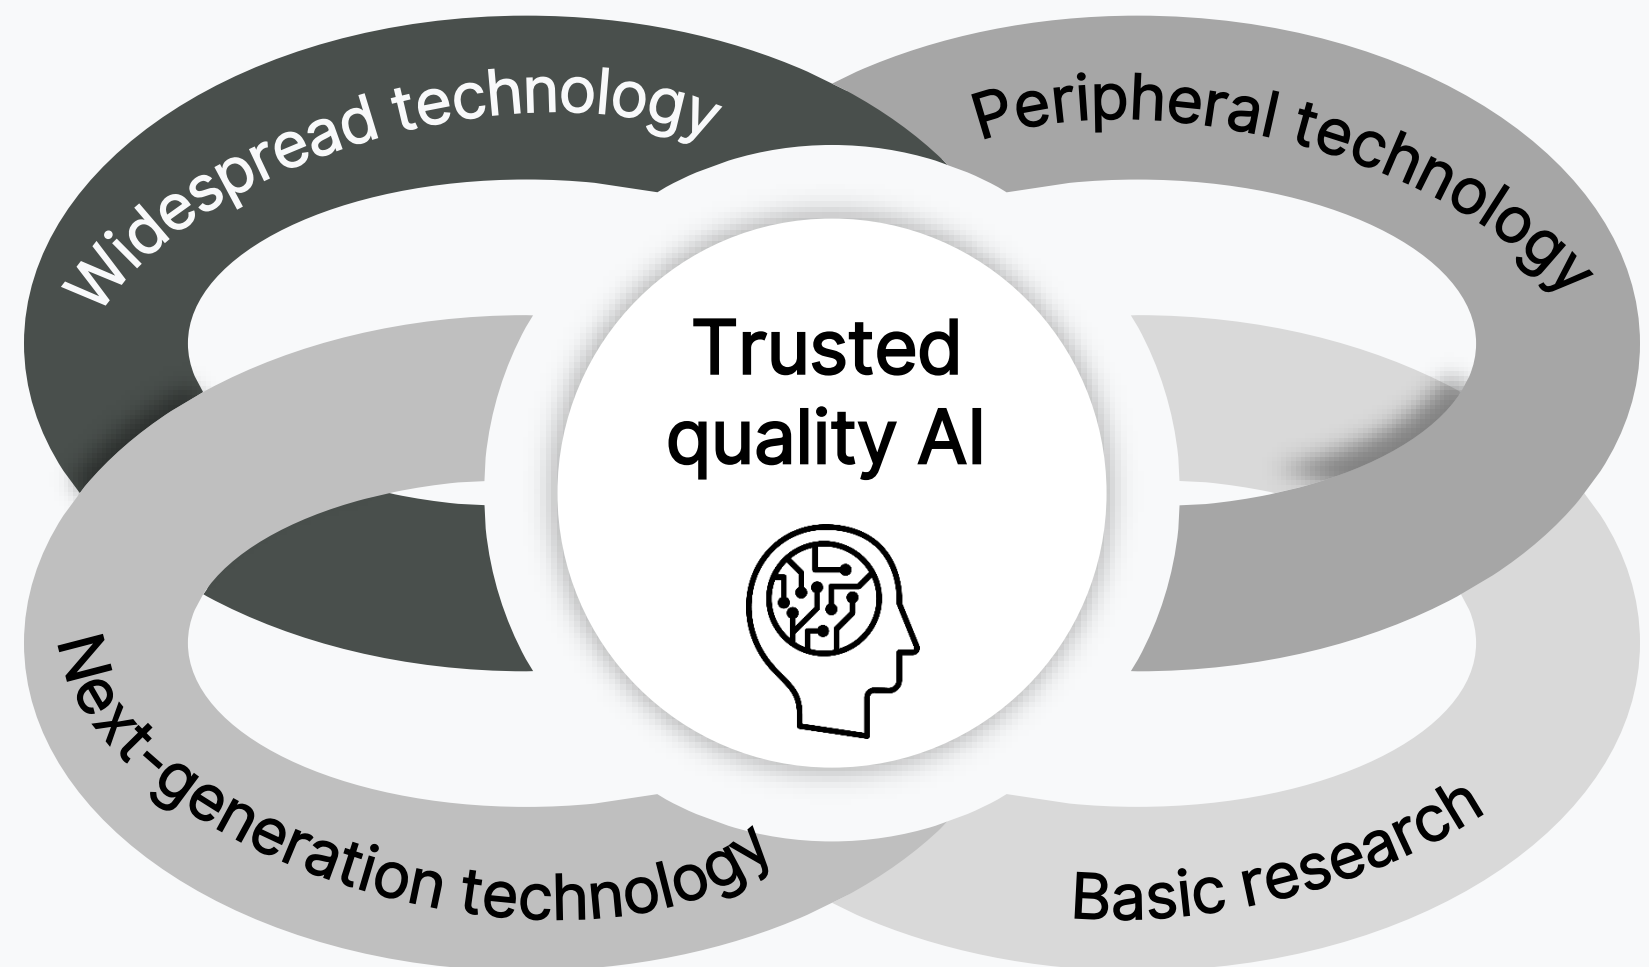 Widespread technology
Peripheral technology
Trusted
quality AI
Next-generation technology
Basic research